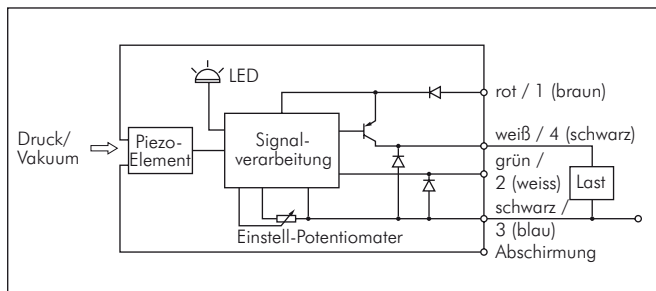 LED
rot / 1 (braun)
weiß / 4 (schwarz)
Druck/
Vakuum
Piezo-
Element
Signal-
verarbeitung
grün /
2 (weiss)
Last
schwarz /
3 (blau)
Einstell-Potentiomater
Abschirmung